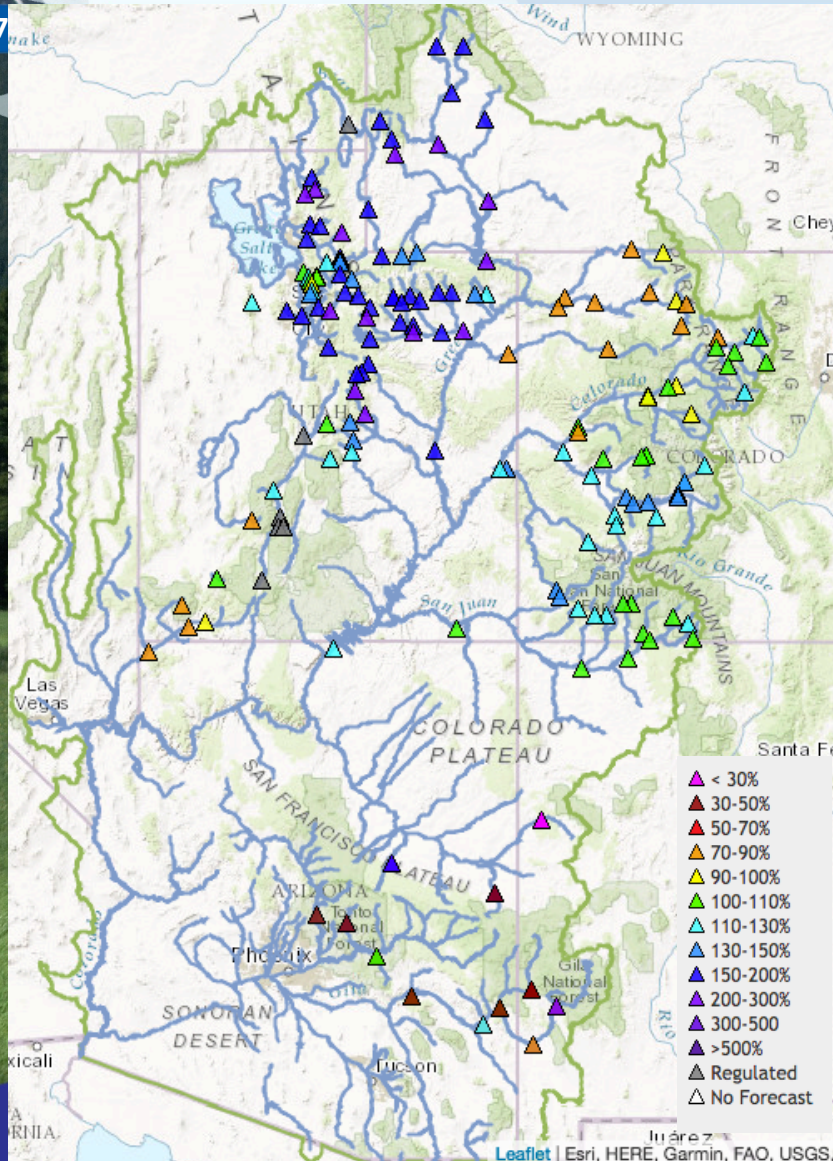 7
nake
Wind
WYOMING
FRONT RANGE
Chey
Great
Salt
Lake
Green
UTAH
Colorado
COLORADO
SAN JUAN MOUNTAINS
Rio Grande
San
San Juan
Las
Vegas
COLORADO
PLATEAU
Santa Fe
SAN FRANCISCO PLATEAU
ARIZONA
Tonto
National
Forest
Phoenix
Gila
Gila
National
Forest
Colorado
SONORAN
DESERT
xicali
Tucson
Juárez
< 30%
30-50%
50-70%
70-90%
90-100%
100-110%
110-130%
130-150%
150-200%
200-300%
300-500
>500%
Regulated
No Forecast
Leaflet | Esri, HERE, Garmin, FAO, USGS,